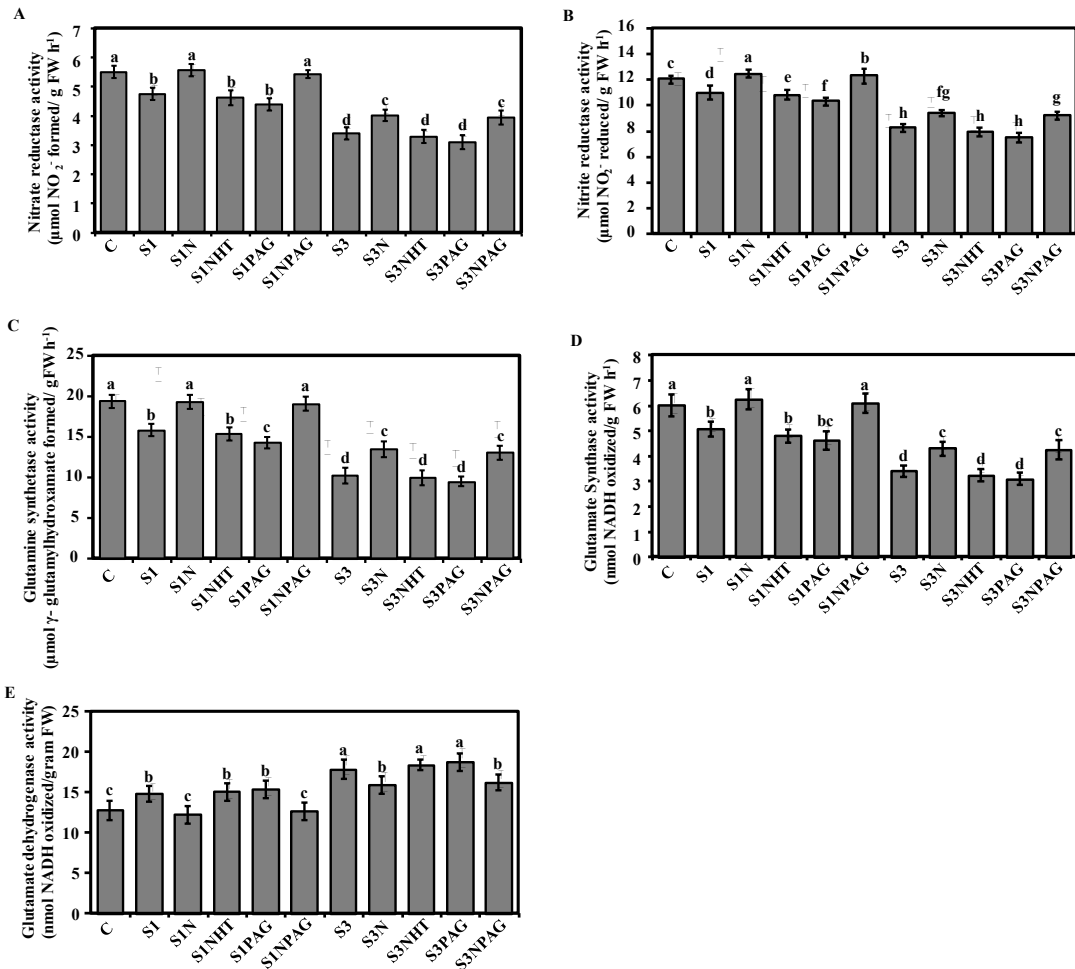 A
Nitrate reductase activity
(µmol NO2- formed/ g FW h-1)
7
6
5
4
3
2
1
0
a
b
a
b
b
a
d
c
d
d
c
C
S1
S1N
S1NHT
S1PAG
S1NPAG
S3
S3N
S3NHT
S3PAG
S3NPAG
B
Nitrite reductase activity
(µmol NO2- reduced/ g FW h-1)
16
14
12
10
8
6
4
2
0
c
d
a
e
f
b
h
fg
h
h
g
C
S1
S1N
S1NHT
S1PAG
S1NPAG
S3
S3N
S3NHT
S3PAG
S3NPAG
C
Glutamine synthetase activity
(µmol γ- glutamylhydroxamate formed/ gFW h-1)
25
20
15
10
5
0
a
b
a
b
c
a
d
c
d
d
c
C
S1
S1N
S1NHT
S1PAG
S1NPAG
S3
S3N
S3NHT
S3PAG
S3NPAG
D
Glutamate Synthase activity
(nmol NADH oxidized/g FW h-1)
8
7
6
5
4
3
2
1
0
a
b
a
b
bc
a
d
c
d
d
c
C
S1
S1N
S1NHT
S1PAG
S1NPAG
S3
S3N
S3NHT
S3PAG
S3NPAG
E
Glutamate dehydrogenase activity
(nmol NADH oxidized/gram FW)
25
20
15
10
5
0
c
b
c
b
b
c
a
b
a
a
b
C
S1
S1N
S1NHT
S1PAG
S1NPAG
S3
S3N
S3NHT
S3PAG
S3NPAG